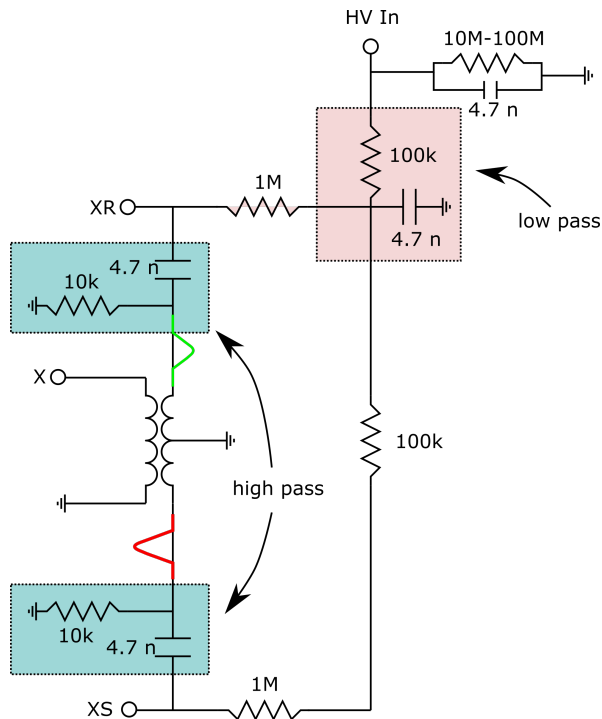 HV In
10M-100M
4.7 n
100k
1M
XR
4.7 n
low pass
4.7 n
10k
X
100k
high pass
10k
4.7 n
1M
XS